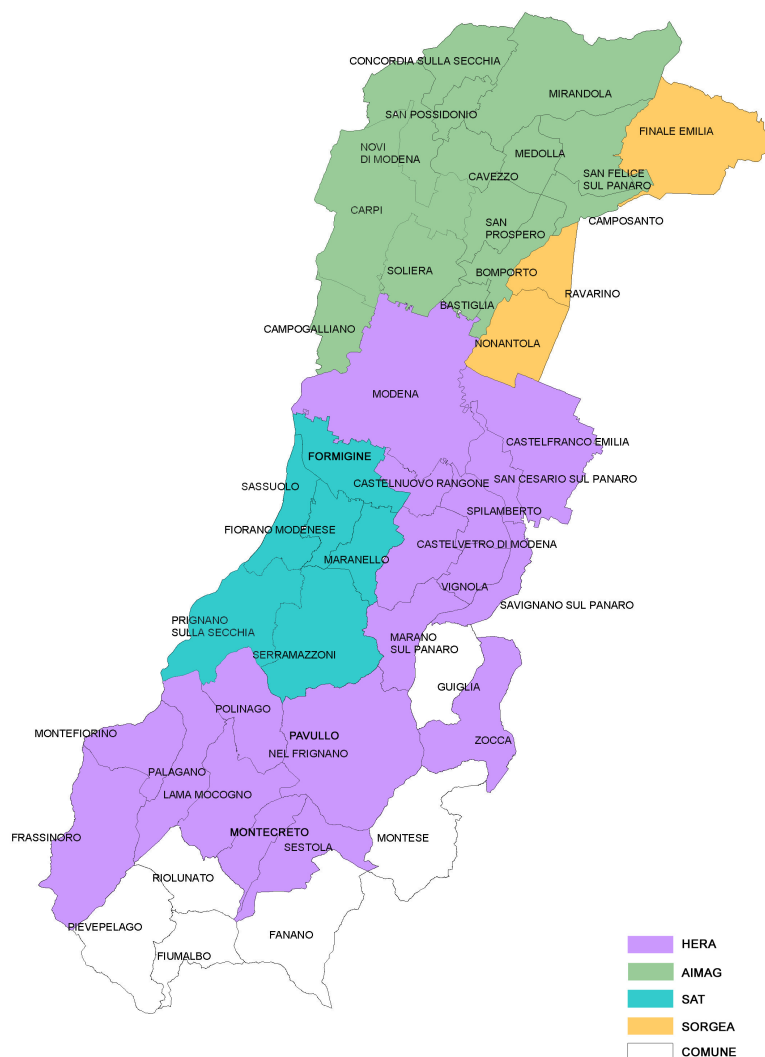 CONCORDIA SULLA SECCHIA
MIRANDOLA
SAN POSSIDONIO
FINALE EMILIA
NOVI
DI MODENA
MEDOLLA
CAVEZZO
SAN FELICE
SUL PANARO
CARPI
SAN
PROSPERO
CAMPOSANTO
SOLIERA
BOMPORTO
RAVARINO
BASTIGLIA
CAMPOGALLIANO
NONANTOLA
MODENA
CASTELFRANCO EMILIA
FORMIGINE
SASSUOLO
CASTELNUOVO RANGONE
SAN CESARIO SUL PANARO
SPILAMBERTO
FIORANO MODENESE
CASTELVETRO DI MODENA
MARANELLO
VIGNOLA
SAVIGNANO SUL PANARO
PRIGNANO
SULLA SECCHIA
MARANO
SUL PANARO
SERRAMAZZONI
GUIGLIA
POLINAGO
MONTEFIORINO
PAVULLO
NEL FRIGNANO
ZOCCA
PALAGANO
LAMA MOCOGNO
FRASSINORO
MONTECRETO
SESTOLA
MONTESE
RIOLUNATO
PIEVEPELAGO
FANANO
FIUMALBO
HERA
AIMAG
SAT
SORGEA
COMUNE